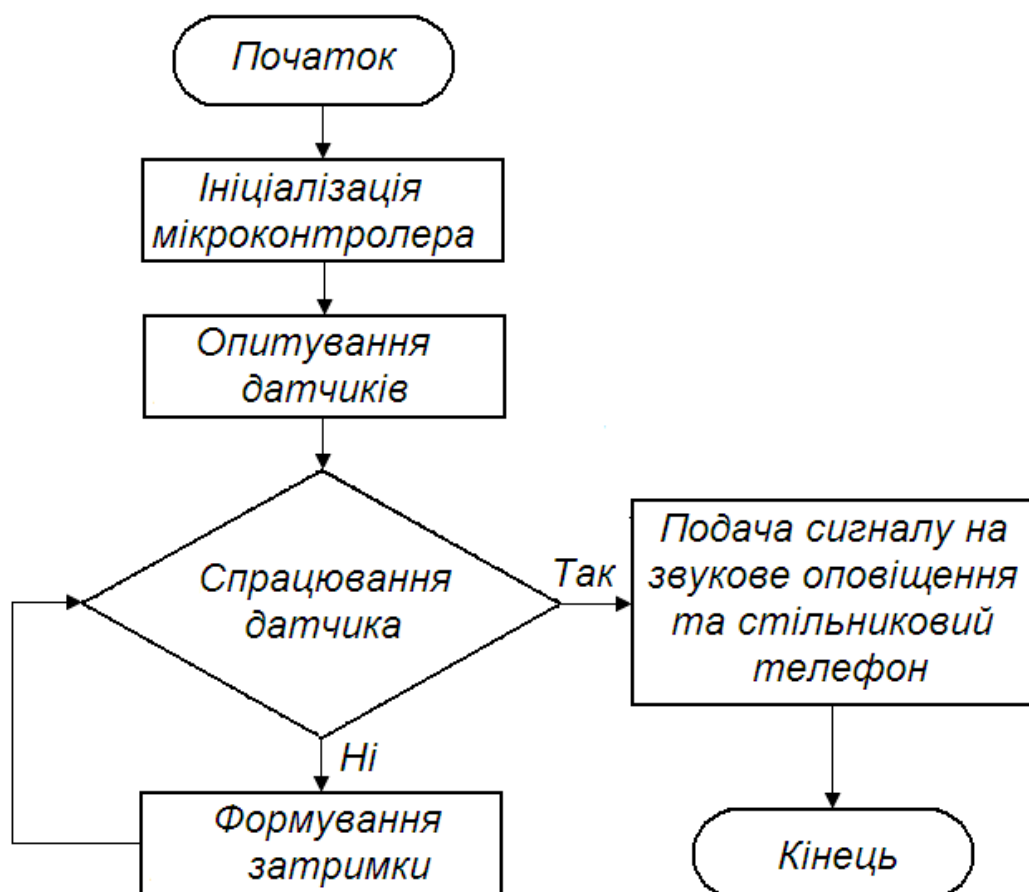 Початок
Ініціалізація
мікроконтролера
Опитування
датчиків
Спрацювання
датчика
Так
Подача сигналу на
звукове оповіщення
та стільниковий
телефон
Ні
Формування
затримки
Кінець